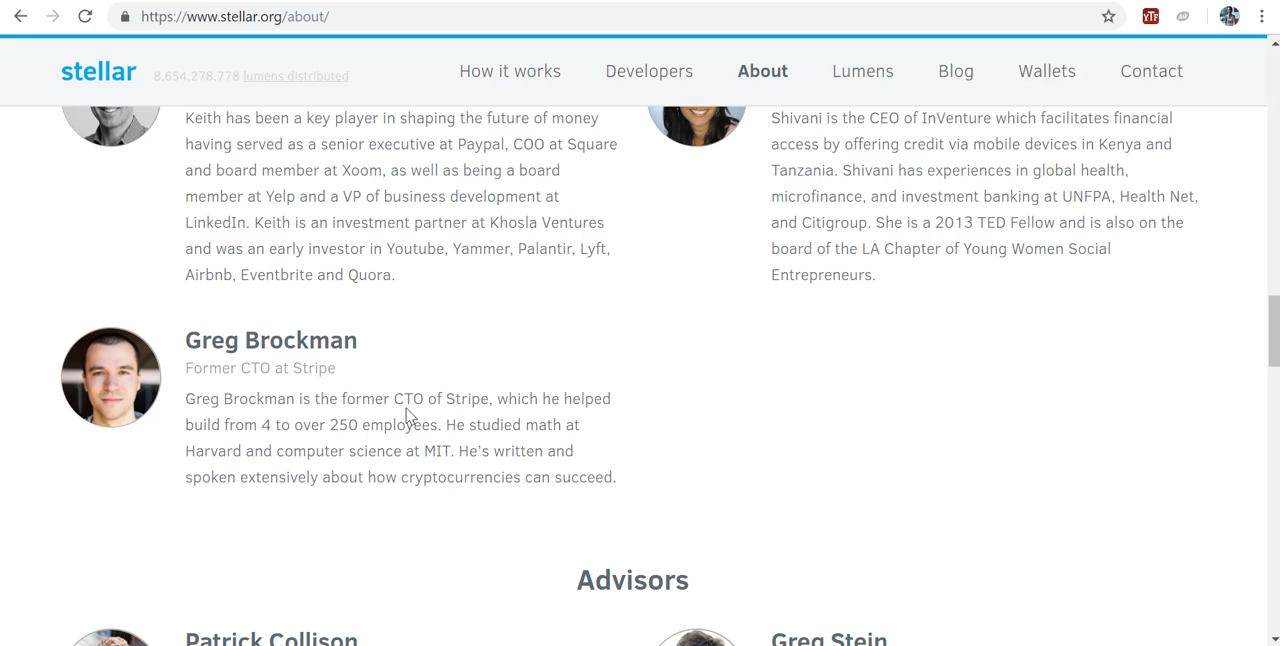 https://www.stellar.org/about/
YTF
stellar
8,654,278,778 lumens distributed
How it works
Developers
About
Lumens
Blog
Wallets
Contact
Keith has been a key player in shaping the future of money
having served as a senior executive at Paypal, COO at Square
and board member at Xoom, as well as being a board
member at Yelp and a VP of business development at
LinkedIn. Keith is an investment partner at Khosla Ventures
and was an early investor in Youtube, Yammer, Palantir, Lyft,
Airbnb, Eventbrite and Quora.
Shivani is the CEO of InVenture which facilitates financial
access by offering credit via mobile devices in Kenya and
Tanzania. Shivani has experiences in global health,
microfinance, and investment banking at UNFPA, Health Net,
and Citigroup. She is a 2013 TED Fellow and is also on the
board of the LA Chapter of Young Women Social
Entrepreneurs.
Greg Brockman
Former CTO at Stripe
Greg Brockman is the former CTO of Stripe, which he helped
build from 4 to over 250 employees. He studied math at
Harvard and computer science at MIT. He's written and
spoken extensively about how cryptocurrencies can succeed.
Advisors
Patrick Collison
Greg Stein